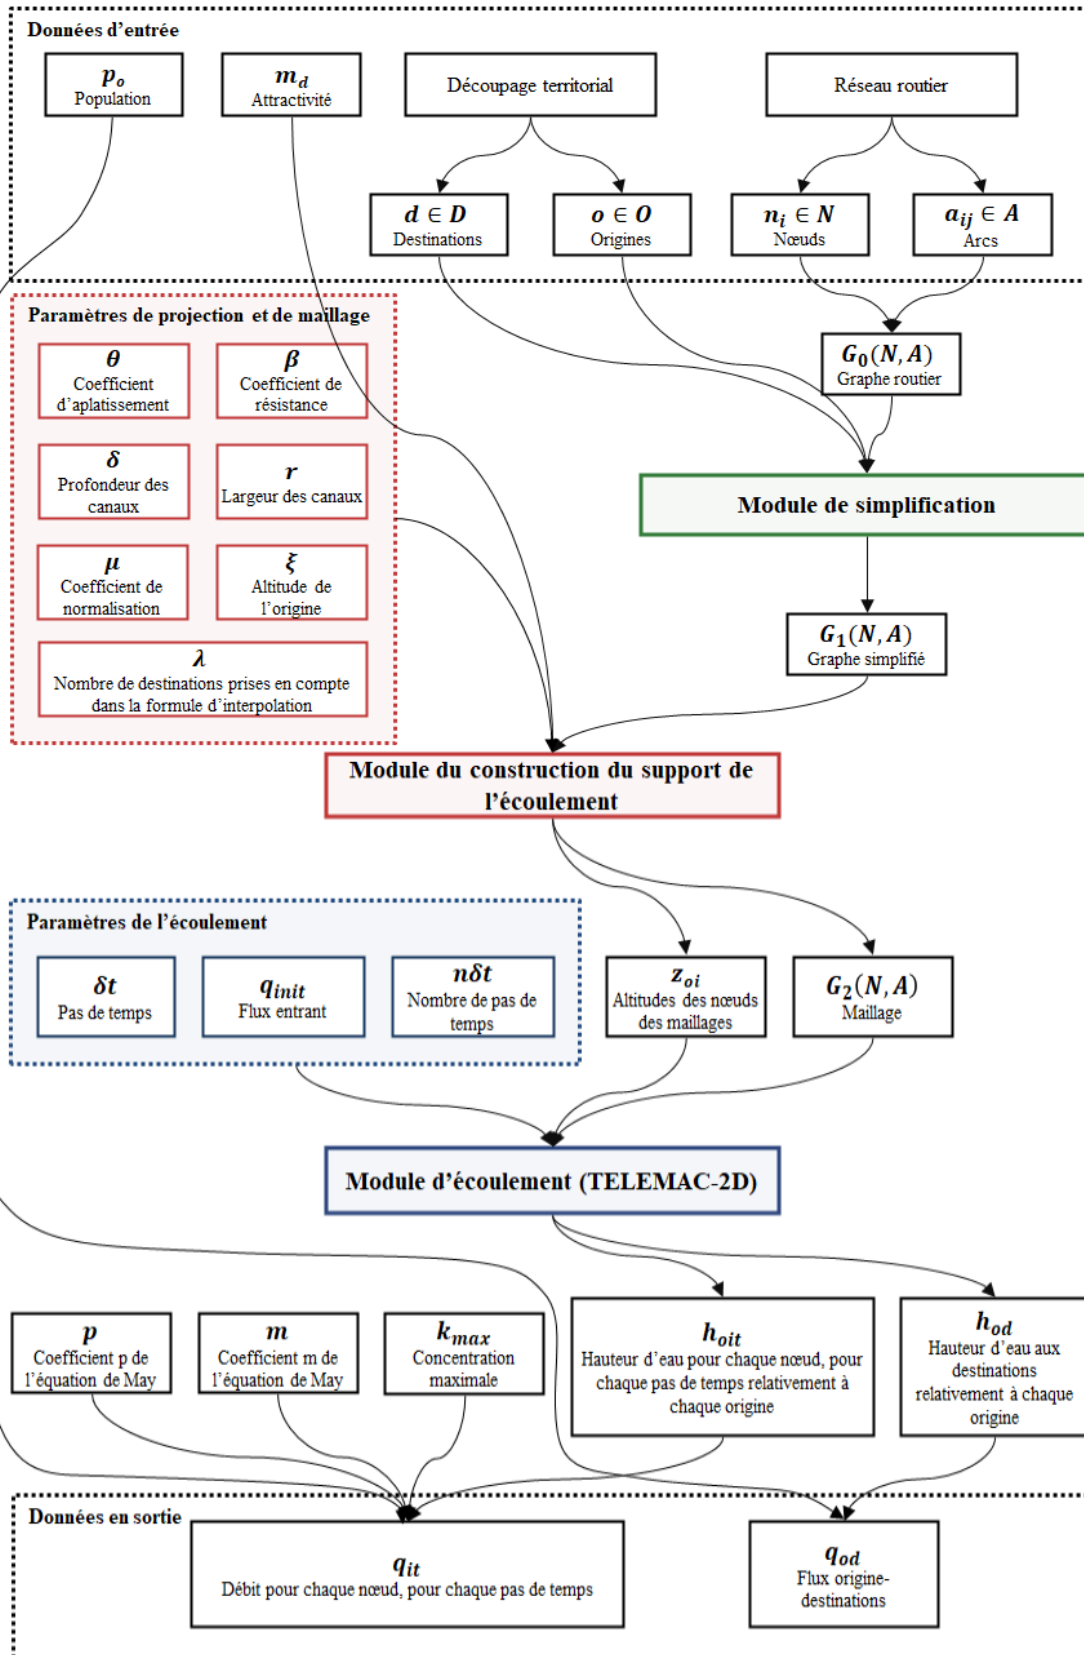 Données d'entrée
p_o
Population
m_d
Attractivité
Découpage territorial
Réseau routier
d ∈ D
Destinations
o ∈ O
Origines
n_i ∈ N
Nœuds
a_ij ∈ A
Arcs
G_0(N, A)
Graphe routier
Paramètres de projection et de maillage
θ
Coefficient
d'aplatissement
β
Coefficient de
résistance
δ
Profondeur des
canaux
r
Largeur des canaux
μ
Coefficient de
normalisation
ξ
Altitude de
l'origine
λ
Nombre de destinations prises en compte
dans la formule d'interpolation
Module de simplification
G_1(N, A)
Graphe simplifié
Module du construction du support de
l'écoulement
Paramètres de l'écoulement
δt
Pas de temps
q_init
Flux entrant
nδt
Nombre de pas de
temps
z_oi
Altitudes des nœuds
des maillages
G_2(N, A)
Maillage
Module d'écoulement (TELEMAC-2D)
p
Coefficient p de
l'équation de May
m
Coefficient m de
l'équation de May
k_max
Concentration
maximale
h_oit
Hauteur d'eau pour chaque nœud, pour
chaque pas de temps relativement à
chaque origine
h_od
Hauteur d'eau aux
destinations
relativement à chaque
origine
Données en sortie
q_it
Débit pour chaque nœud, pour chaque pas de temps
q_od
Flux origine-
destinations